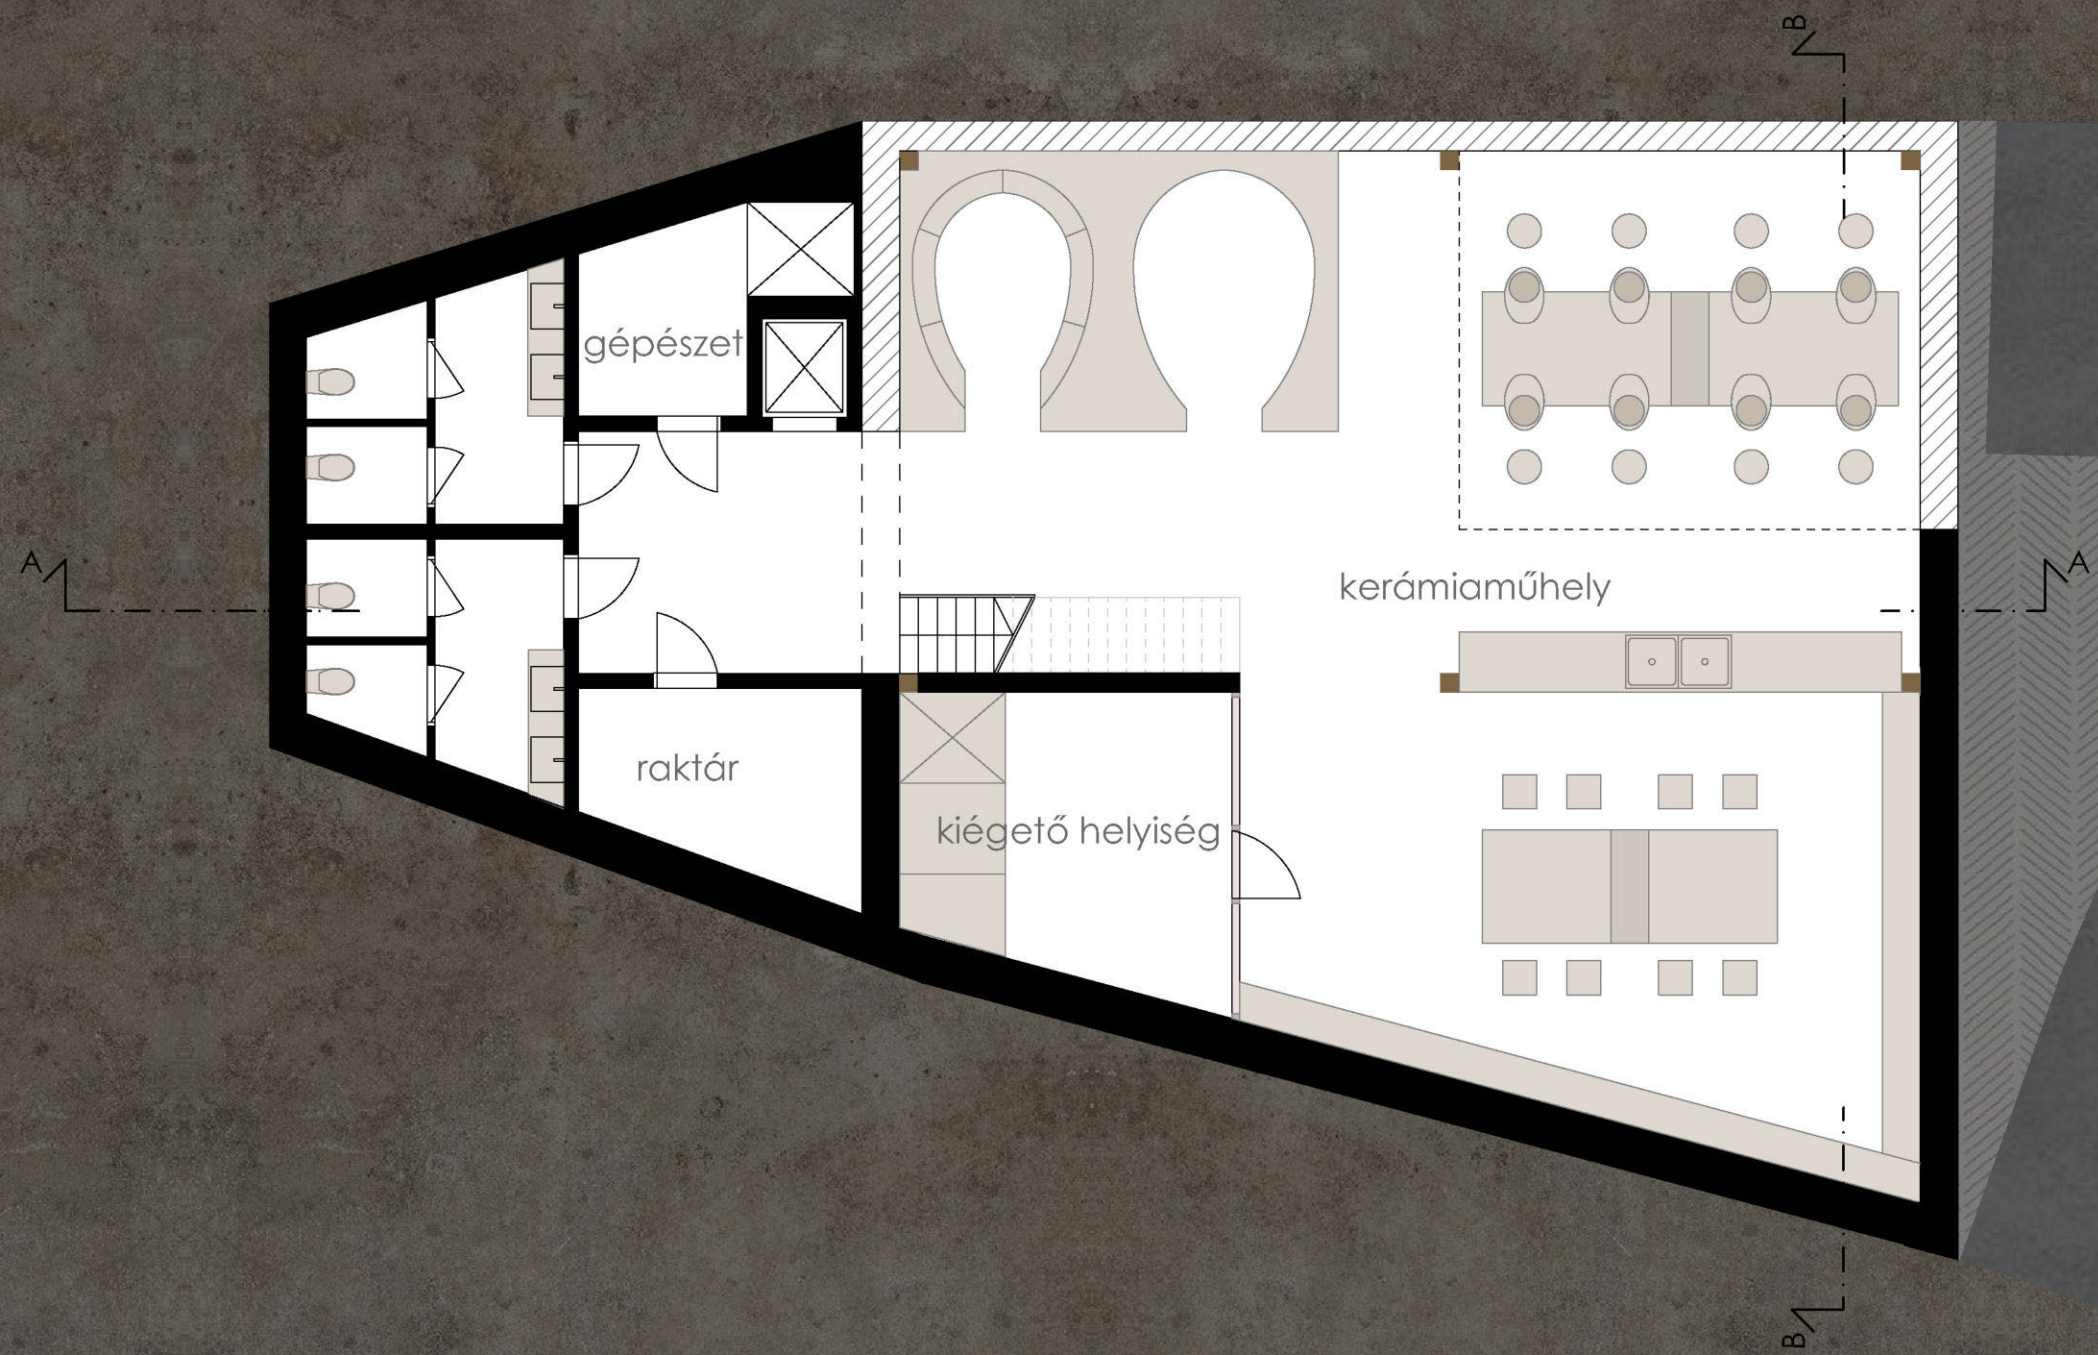 B
gépészet
A
A
kerámiaműhely
raktár
kiégető helyiség
B